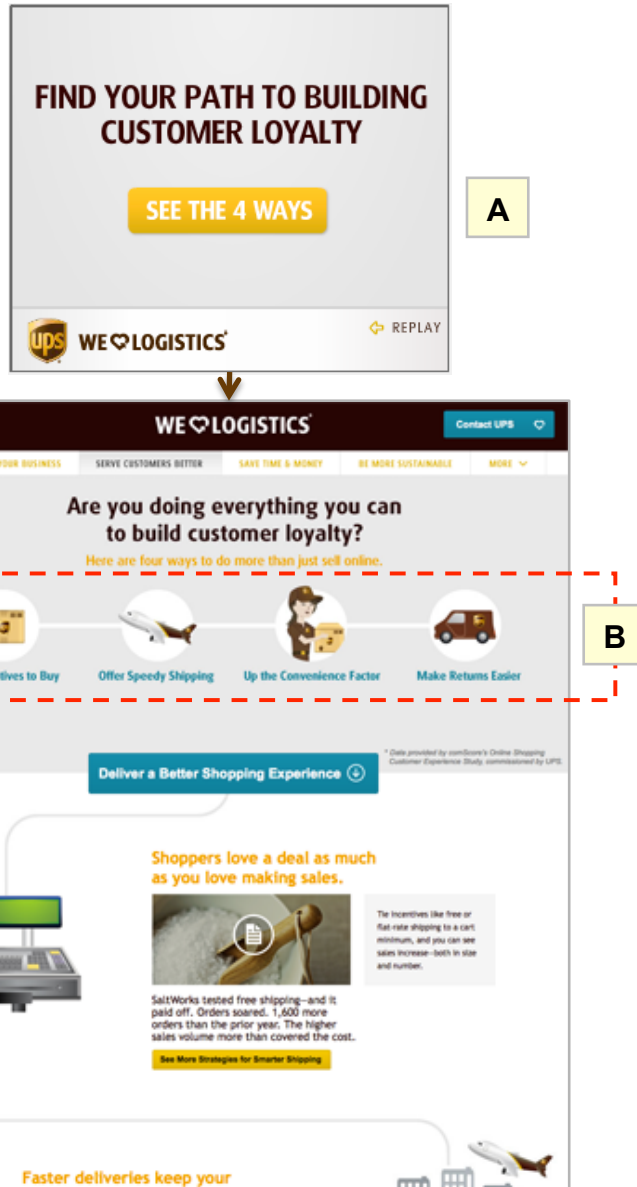 FIND YOUR PATH TO BUILDING
CUSTOMER LOYALTY
SEE THE 4 WAYS
A
ups WE LOGISTICS
REPLAY
WE LOGISTICS
Contact UPS
YOUR BUSINESS SERVE CUSTOMERS BETTER SAVE TIME & MONEY BE MORE SUSTAINABLE MORE
Are you doing everything you can
to build customer loyalty?
Here are four ways to do more than just sell online.
B
tives to Buy Offer Speedy Shipping Up the Convenience Factor Make Returns Easier
* Data provided by comScore's Online Shopping
Customer Experience Study, commissioned by UPS.
Deliver a Better Shopping Experience
Shoppers love a deal as much
as you love making sales.
Tie incentives like free or
flat-rate shipping to a cart
minimum, and you can see
sales increase—both in size
and number.
SaltWorks tested free shipping—and it
paid off. Orders soared. 1,600 more
orders than the prior year. The higher
sales volume more than covered the cost.
See More Strategies for Smarter Shipping
Faster deliveries keep your